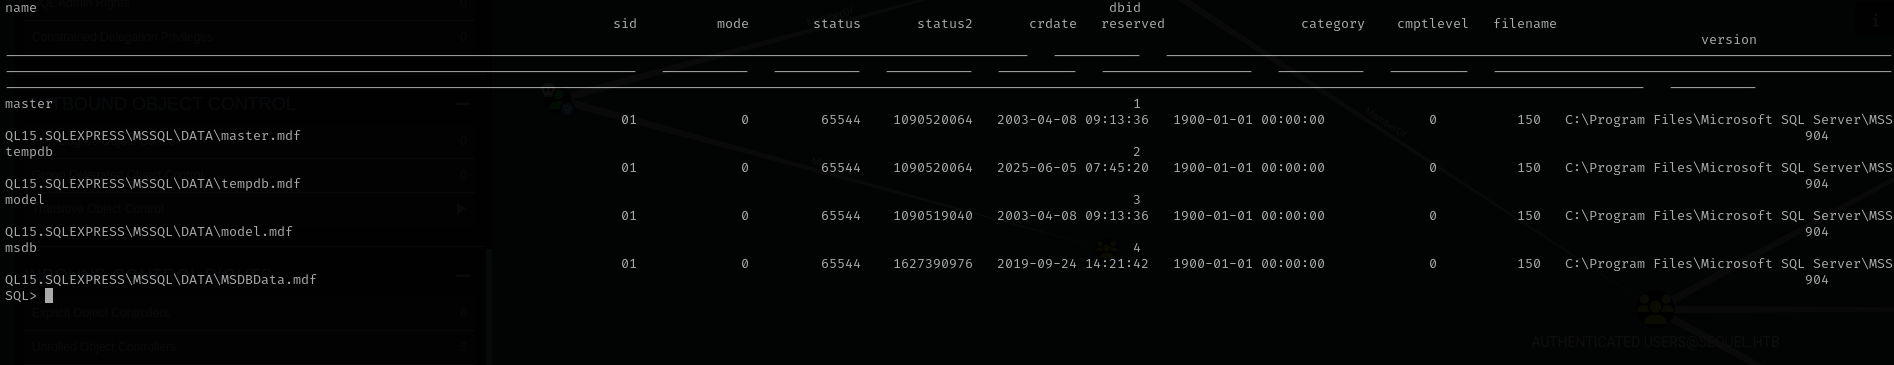 name
dbid
sid mode status status2 crdate reserved category cmptlevel filename
version
master
1
01 0 65544 1090520064 2003-04-08 09:13:36 1900-01-01 00:00:00 0 150 C:\Program Files\Microsoft SQL Server\MSS
QL15.SQLEXPRESS\MSSQL\DATA\master.mdf 904
tempdb
2
01 0 65544 1090520064 2025-06-05 07:45:20 1900-01-01 00:00:00 0 150 C:\Program Files\Microsoft SQL Server\MSS
QL15.SQLEXPRESS\MSSQL\DATA\tempdb.mdf 904
model
3
01 0 65544 1090519040 2003-04-08 09:13:36 1900-01-01 00:00:00 0 150 C:\Program Files\Microsoft SQL Server\MSS
QL15.SQLEXPRESS\MSSQL\DATA\model.mdf 904
msdb
4
01 0 65544 1627390976 2019-09-24 14:21:42 1900-01-01 00:00:00 0 150 C:\Program Files\Microsoft SQL Server\MSS
QL15.SQLEXPRESS\MSSQL\DATA\MSDBData.mdf 904
SQL>
SQL Admin Rights
Constrained Delegation Privileges
OUTBOUND OBJECT CONTROL
Transitive Object Control
Explicit Object Controllers 6
Unrolled Object Controllers
AUTHENTICATED USERS@SEQUEL.HTB